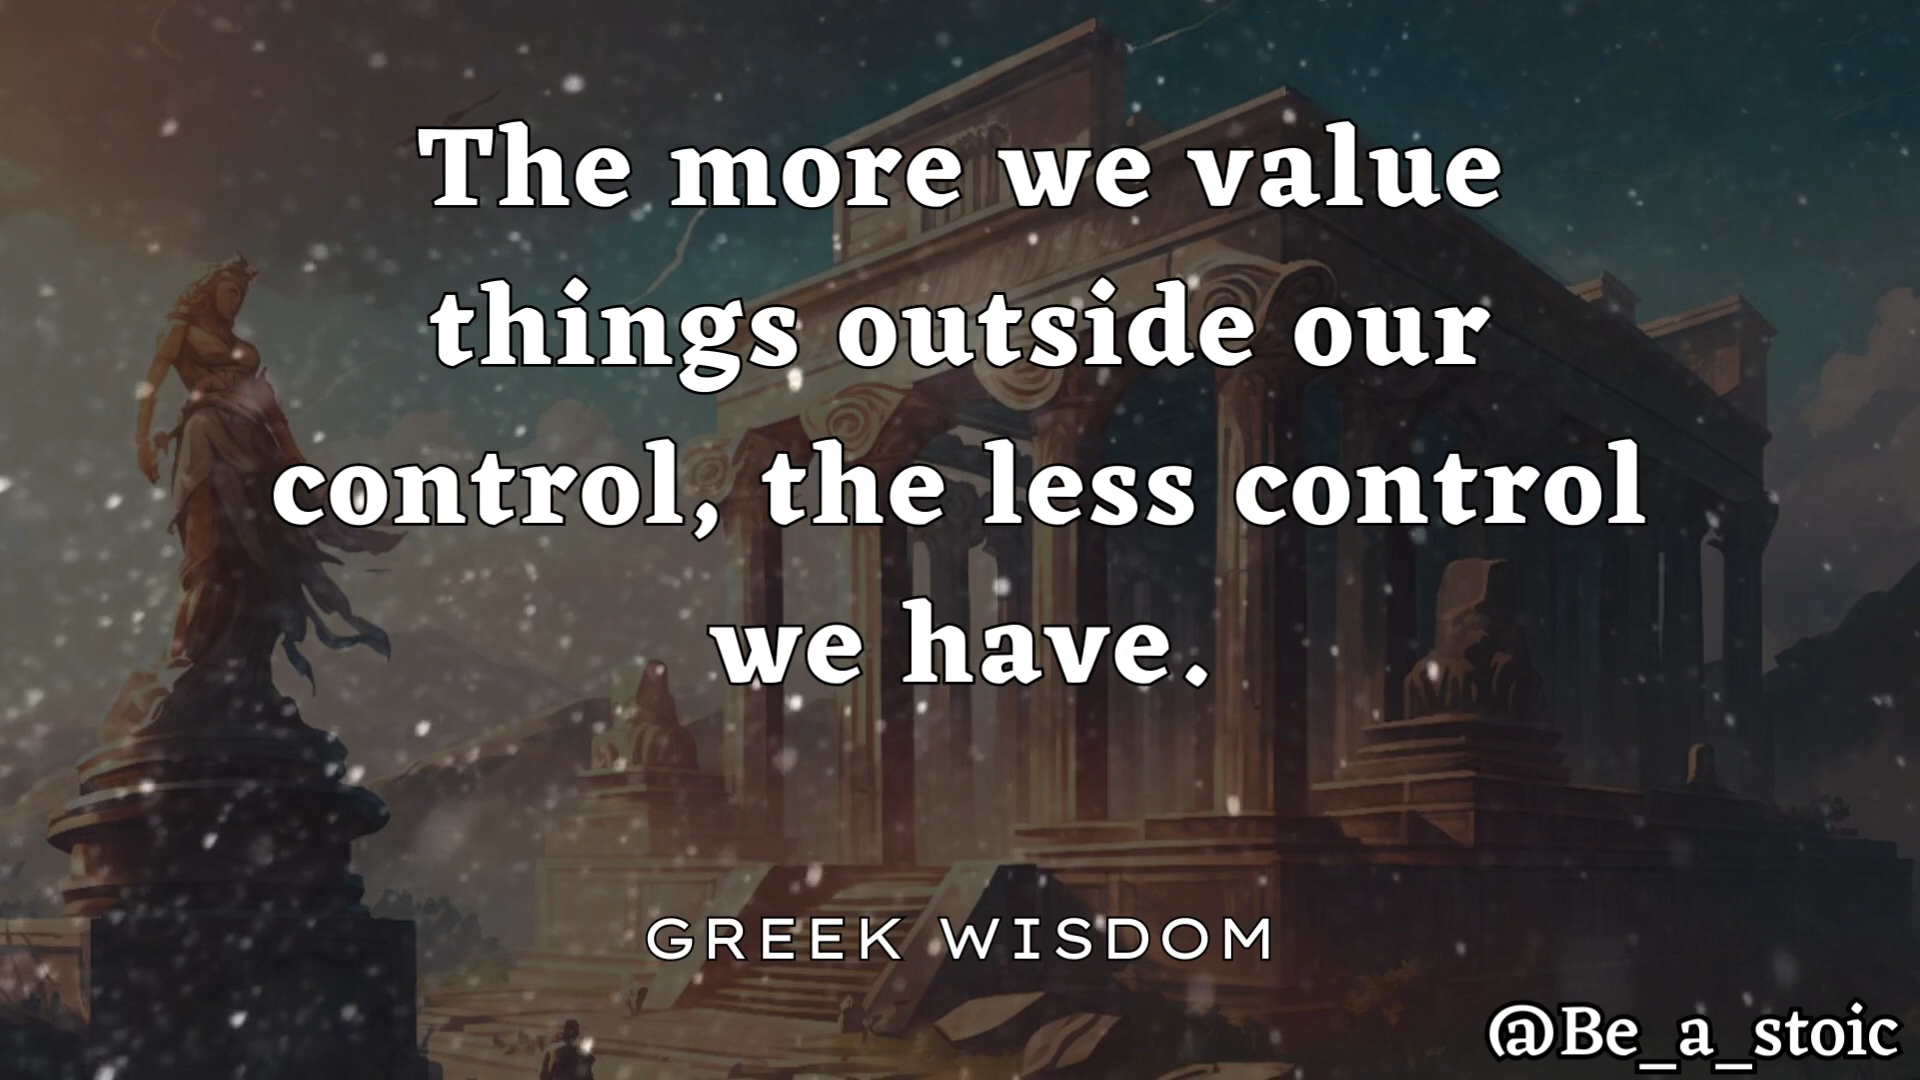 The more we value
things outside our
control, the less control
we have.
GREEK WISDOM
@Be_a_stoic